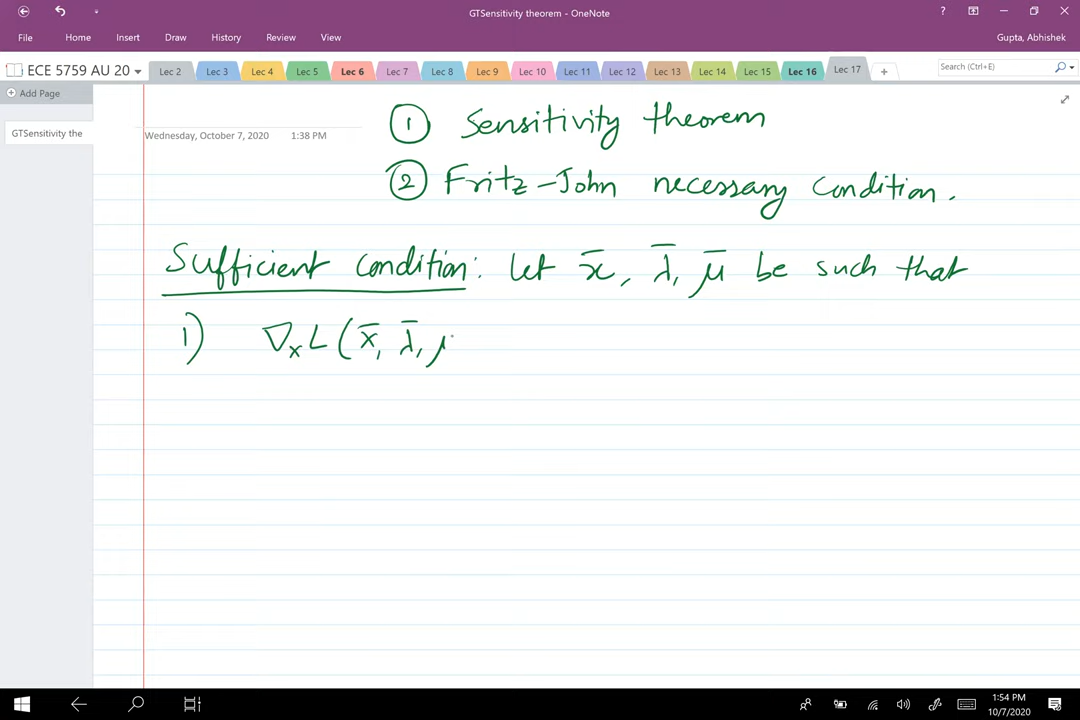 GTSensitivity theorem - OneNote
?
File Home Insert Draw History Review View Gupta, Abhishek
ECE 5759 AU 20 Lec 2 Lec 3 Lec 4 Lec 5 Lec 6 Lec 7 Lec 8 Lec 9 Lec 10 Lec 11 Lec 12 Lec 13 Lec 14 Lec 15 Lec 16 Lec 17 + Search (Ctrl+E)
Add Page
GTSensitivity the
Wednesday, October 7, 2020 1:38 PM
① Sensitivity theorem
② Fritz-John necessary condition.
Sufficient condition: Let x̄, λ̄, μ̄ be such that
1) ∇ₓL(x̄, λ̄, μ
1:54 PM
10/7/2020